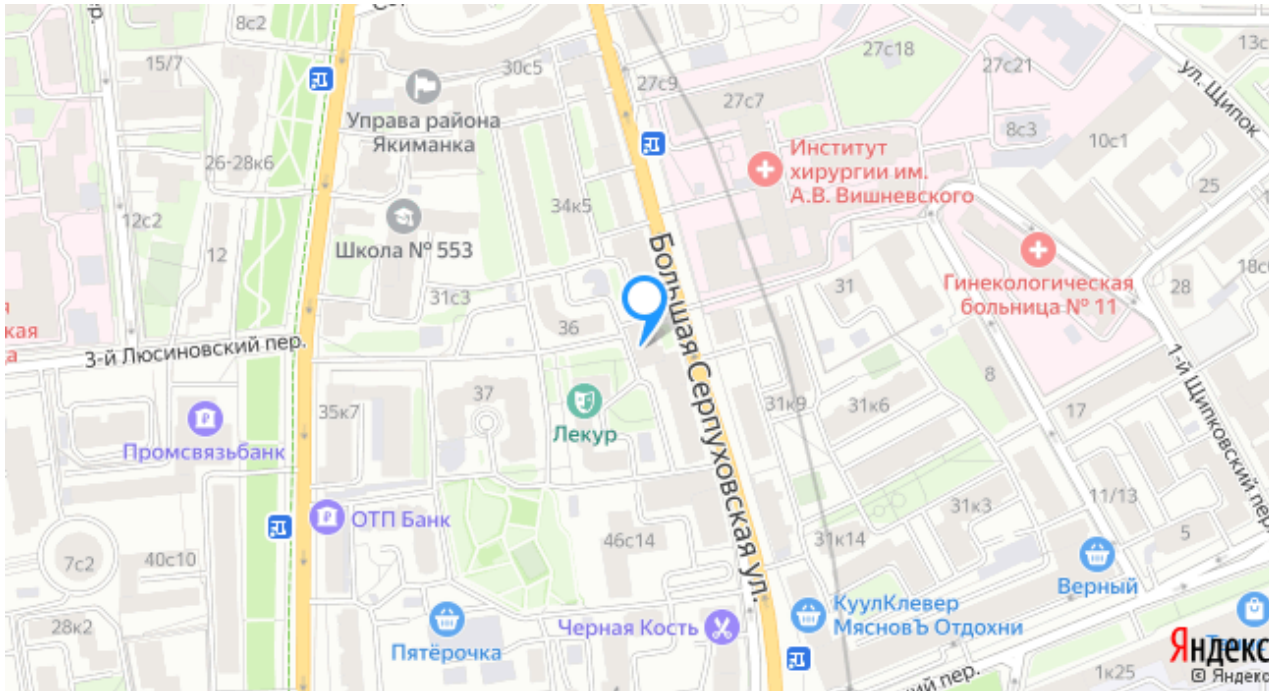 8с2
15/7
30с5
27с9
27с18
27с7
27с21
ул. Щипок
Управа района
Якиманка
8с3
10с1
Институт
хирургии им.
А.В. Вишневского
26-28к6
25
12с2
34к5
Школа № 553
12
Большая Серпуховская ул.
31с3
31
Гинекологическая
больница № 11
28
кая
а
3-й Люсиновский пер.
36
8
1-й Щипковский пер.
37
35к7
Лекур
31к9
31к6
17
Промсвязьбанк
ОТП Банк
31к3
11/13
5
46с14
31к14
7с2
40с10
Верный
28к2
Пятёрочка
Черная Кость
КуулКлевер
МясновЪ Отдохни
1к25
Яндекс
© Яндекс